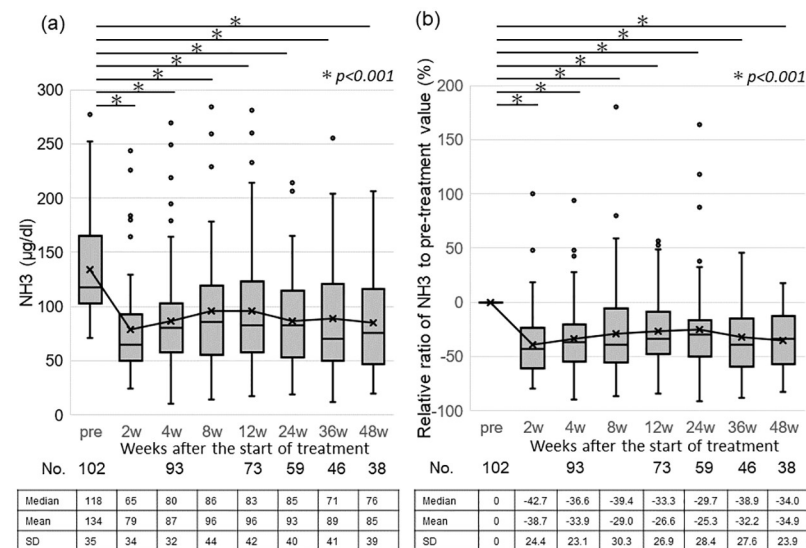 (a)
* * * * * * *
* p<0.001
NH3 (µg/dl)
300
250
200
150
100
50
0
pre 2w 4w 8w 12w 24w 36w 48w
Weeks after the start of treatment
No. 102 93 73 59 46 38
Median 118 65 80 86 83 85 71 76
Mean 134 79 87 96 96 93 89 85
SD 35 34 32 44 42 40 41 39
(b)
* * * * * * *
* p<0.001
Relative ratio of NH3 to pre-treatment value (%)
200
150
100
50
0
-50
-100
pre 2w 4w 8w 12w 24w 36w 48w
Weeks after the start of treatment
No. 102 93 73 59 46 38
Median 0 -42.7 -36.6 -39.4 -33.3 -29.7 -38.9 -34.0
Mean 0 -38.7 -33.9 -29.0 -26.6 -25.3 -32.2 -34.9
SD 0 24.4 23.1 30.3 26.9 28.4 27.6 23.9